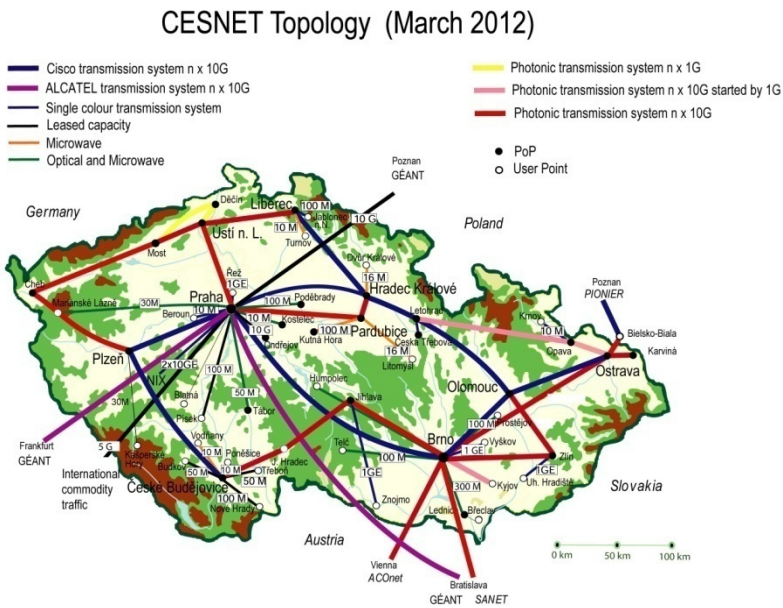 CESNET Topology (March 2012)
Cisco transmission system n x 10G
ALCATEL transmission system n x 10G
Single colour transmission system
Leased capacity
Microwave
Optical and Microwave
Photonic transmission system n x 1G
Photonic transmission system n x 10G started by 1G
Photonic transmission system n x 10G
PoP
User Point
Poznan
GÉANT
Germany
Poland
Děčín
Liberec
100 M
Jablonec
n.N
10 G
Ústí n. L.
10 M
Turnov
Most
Dvůr Králové
16 M
Řež
1GE
Cheb
Mariánské Lázně
30M
Praha
Hradec Králové
Poznan
PIONIER
Beroun
10 M
100 M
Poděbrady
Letohrad
Krnov
10 M
Bielsko-Biala
10 M
Kostelec
Pardubice
Česká Třebová
Opava
Karviná
10 G
Ondřejov
100 M
Kutná Hora
16 M
Litomyšl
Ostrava
Plzeň
2x10GE
NIX
100 M
Humpolec
Jihlava
Olomouc
30M
Blatná
50 M
Písek
Tábor
100 M
Prostějov
Brno
Vyškov
1 GE
Zlín
Frankfurt
GÉANT
5 G
Kašperské
Hory
Vodňany
10 M
Poněšice
Telč
100 M
1GE
1GE
Uh. Hradiště
International
commodity
traffic
Budkov
50 M
10 M
Třeboň
Hradec
České Budějovice
50 M
300 M
Kyjov
Slovakia
100 M
Nové Hrady
Znojmo
Lednice
Břeclav
Austria
Vienna
ACOnet
Bratislava
GÉANT
SANET
0 km
50 km
100 km